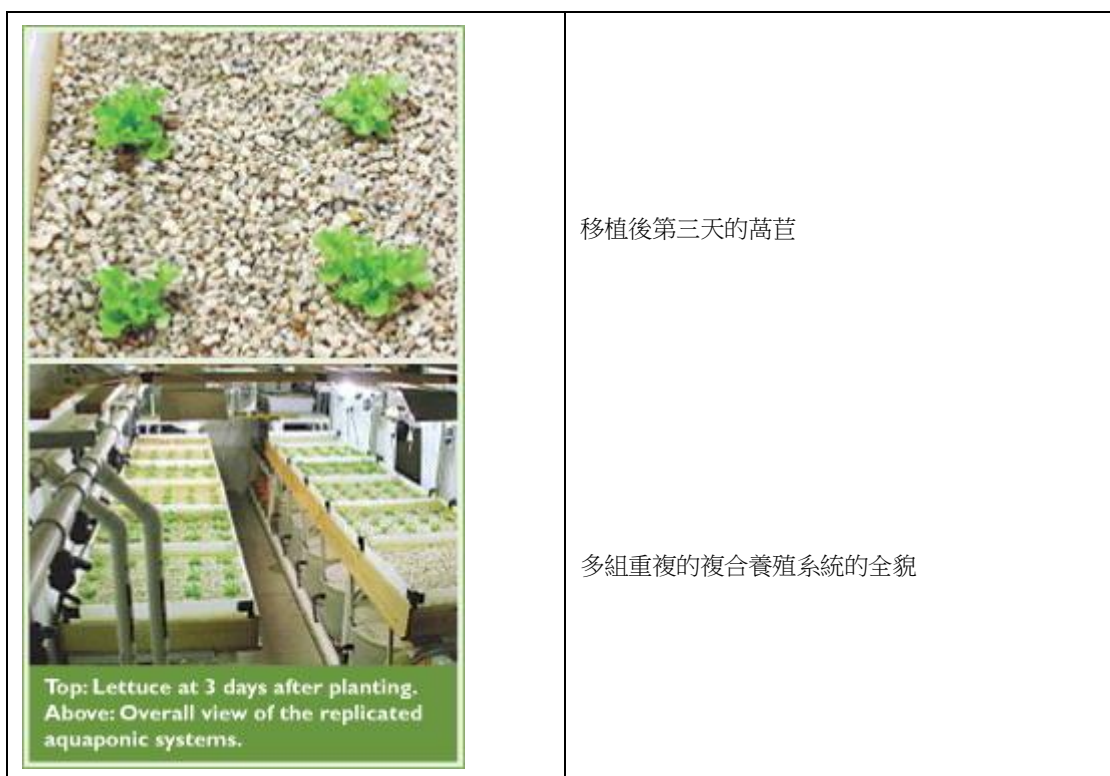 移植後第三天的萵苣
多組重複的複合養殖系統的全貌
Top: Lettuce at 3 days after planting.
Above: Overall view of the replicated
aquaponic systems.